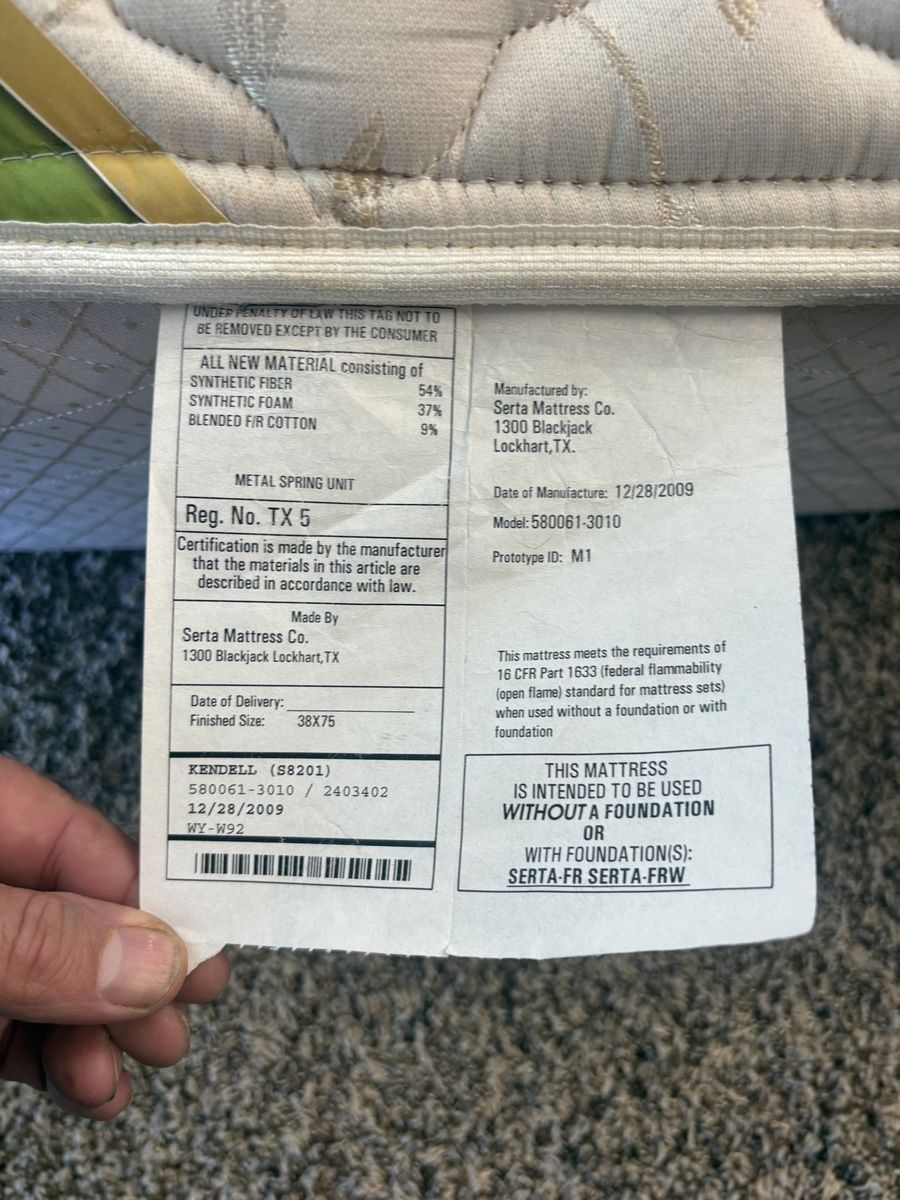 UNDER PENALTY OF LAW THIS TAG NOT TO
BE REMOVED EXCEPT BY THE CONSUMER
ALL NEW MATERIAL consisting of
SYNTHETIC FIBER 54%
SYNTHETIC FOAM 37%
BLENDED F/R COTTON 9%
METAL SPRING UNIT
Reg. No. TX 5
Certification is made by the manufacturer
that the materials in this article are
described in accordance with law.
Made By
Serta Mattress Co.
1300 Blackjack Lockhart,TX
Date of Delivery:
Finished Size: 38X75
KENDELL (S8201)
580061-3010 / 2403402
12/28/2009
WY-W92
Manufactured by:
Serta Mattress Co.
1300 Blackjack
Lockhart,TX.
Date of Manufacture: 12/28/2009
Model: 580061-3010
Prototype ID: M1
This mattress meets the requirements of
16 CFR Part 1633 (federal flammability
(open flame) standard for mattress sets)
when used without a foundation or with
foundation
THIS MATTRESS
IS INTENDED TO BE USED
WITHOUT A FOUNDATION
OR
WITH FOUNDATION(S):
SERTA-FR SERTA-FRW